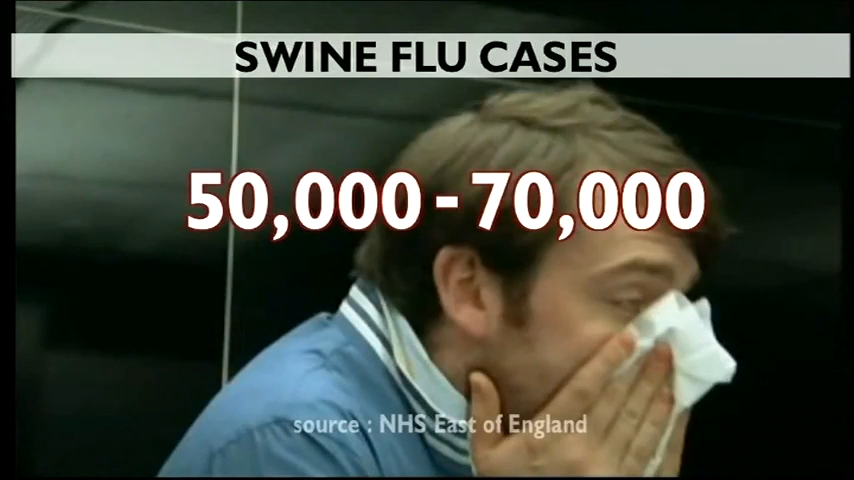 SWINE FLU CASES
50,000 - 70,000
source : NHS East of England